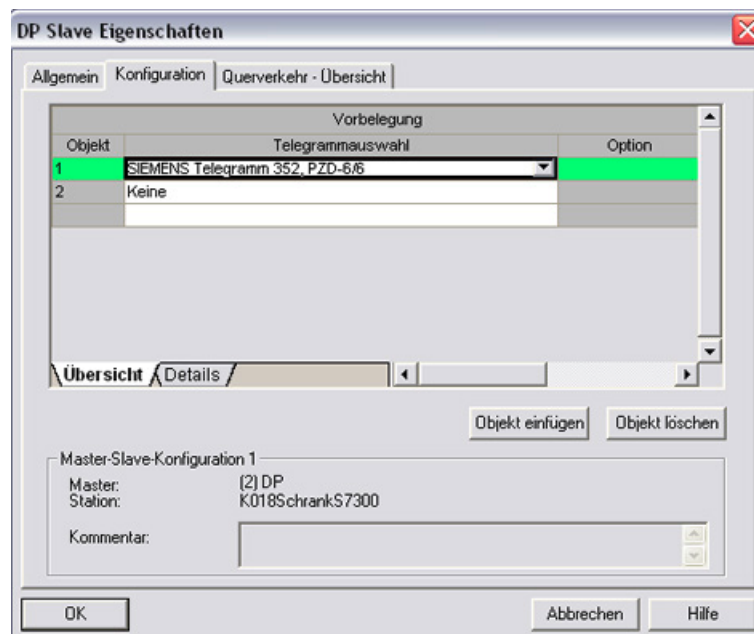 DP Slave Eigenschaften
Allgemein Konfiguration Querverkehr - Übersicht
Vorbelegung
Objekt Telegrammauswahl Option
1 SIEMENS Telegramm 352, PZD-6/6
2 Keine
Übersicht Details
Objekt einfügen Objekt löschen
Master-Slave-Konfiguration 1
Master: (2) DP
Station: K018SchrankS7300
Kommentar:
OK Abbrechen Hilfe